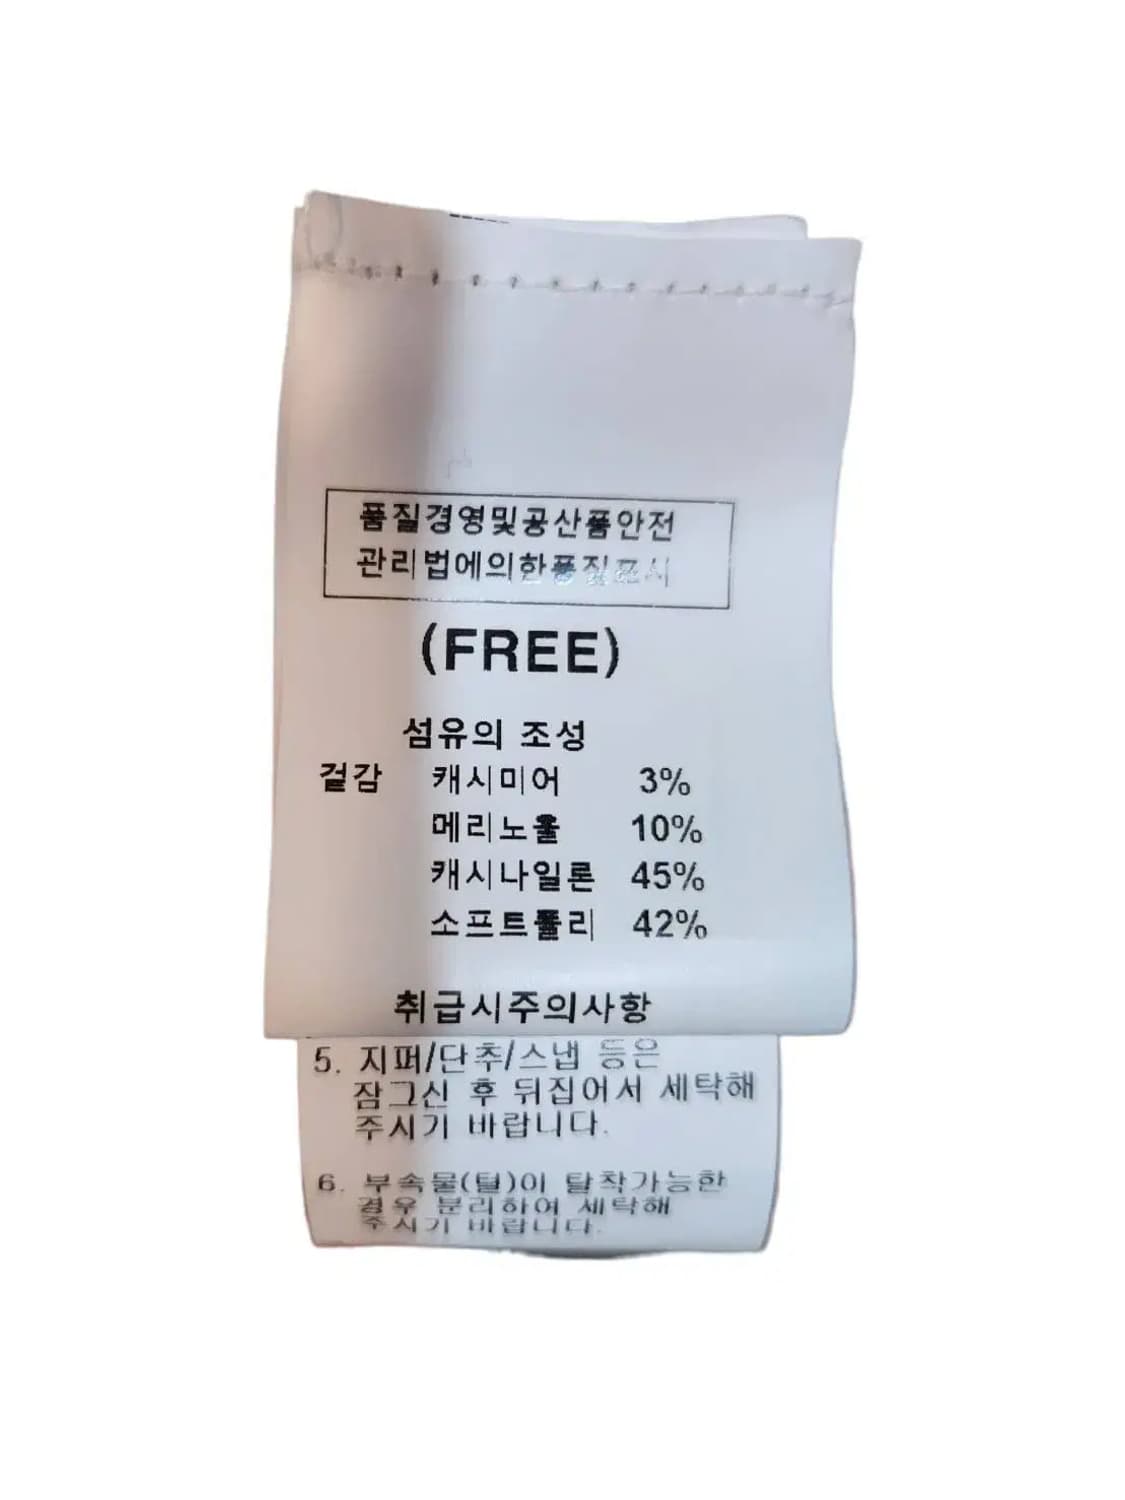 품질경영및공산품안전
관리법에의한품질표시
(FREE)
섬유의 조성
겉감 캐시미어 3%
메리노울 10%
캐시나일론 45%
소프트폴리 42%
취급시주의사항
5. 지퍼/단추/스냅 등은
잠그신 후 뒤집어서 세탁해
주시기 바랍니다.
6. 부속물(털)이 탈착가능한
경우 분리하여 세탁해
주시기 바랍니다.